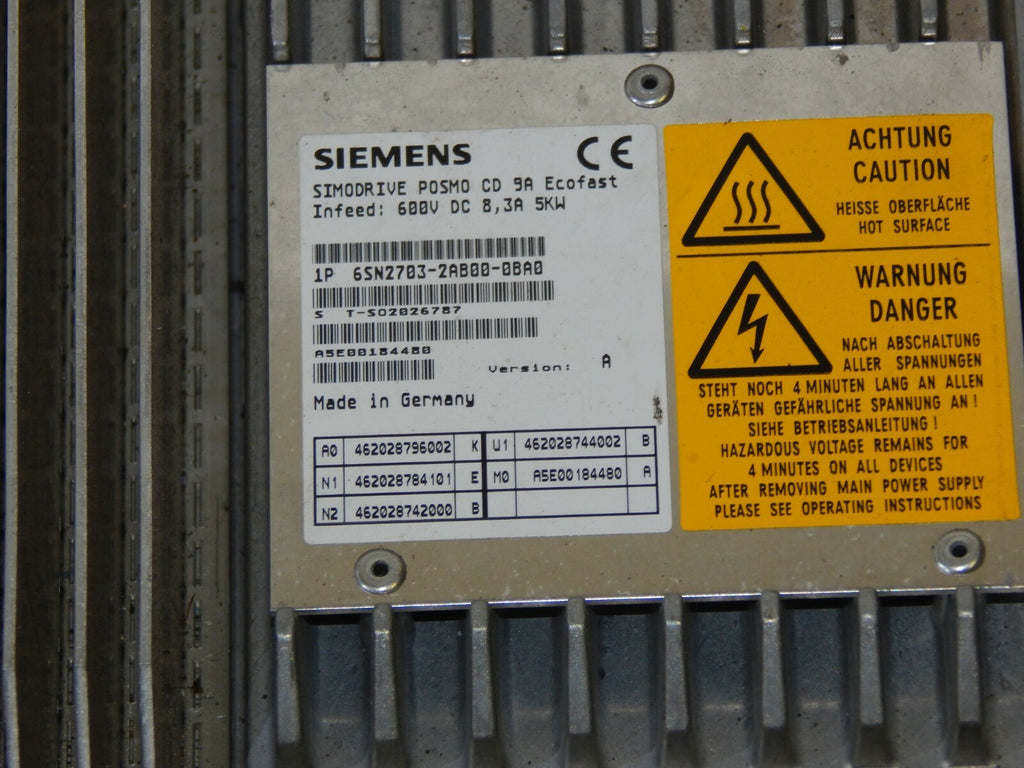 SIEMENS CE
SIMODRIVE POSMO CD 9A Ecofast
Infeed: 600V DC 8,3A 5KW
1P 6SN2703-2AB00-0BA0
S T-S02026787
A5E00184480
Version: A
Made in Germany
A0 462028796002 K U1 462028744002 B
N1 462028784101 E M0 A5E00184480 A
N2 462028742000 B
ACHTUNG
CAUTION
HEISSE OBERFLÄCHE
HOT SURFACE
WARNUNG
DANGER
NACH ABSCHALTUNG
ALLER SPANNUNGEN
STEHT NOCH 4 MINUTEN LANG AN ALLEN
GERÄTEN GEFÄHRLICHE SPANNUNG AN !
SIEHE BETRIEBSANLEITUNG !
HAZARDOUS VOLTAGE REMAINS FOR
4 MINUTES ON ALL DEVICES
AFTER REMOVING MAIN POWER SUPPLY
PLEASE SEE OPERATING INSTRUCTIONS